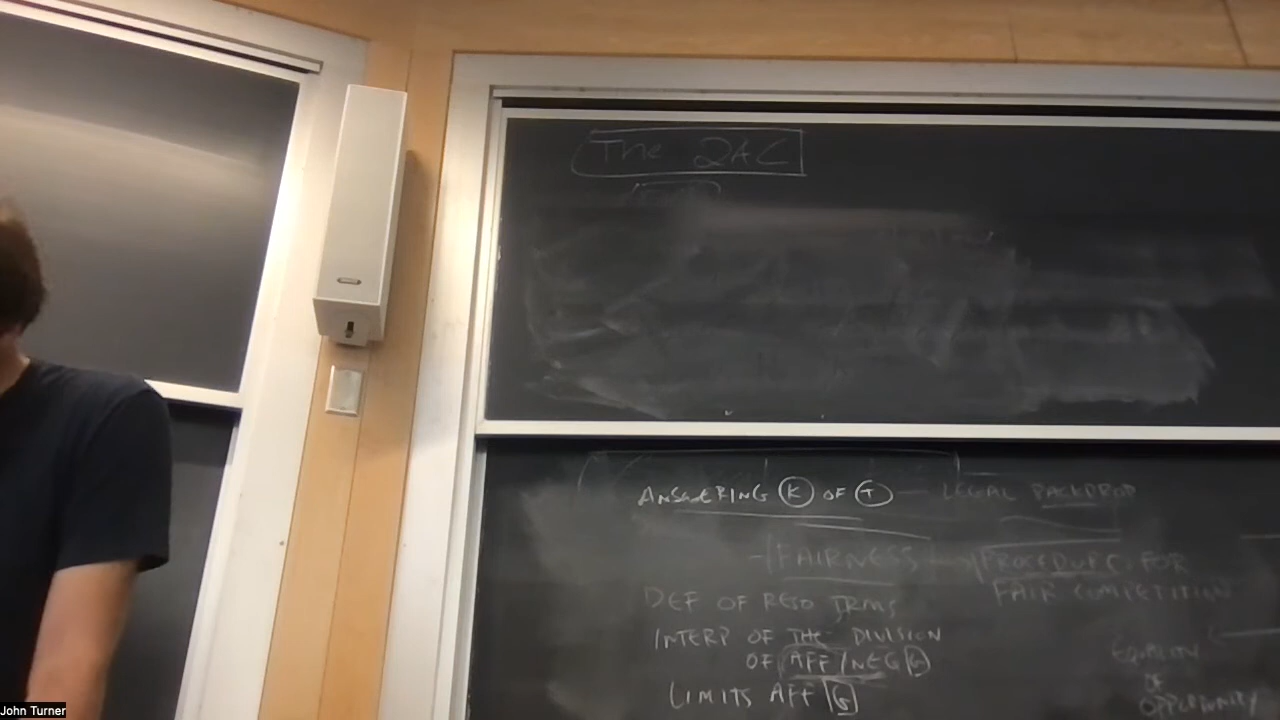 The 2AC
ANSWERING K OF T — LEGAL BACKDROP
FAIRNESS
PROCEDURE FOR
FAIR COMPETITION
DEF OF RESO TRMS
INTERP OF THE DIVISION
OF AFF/NEG G
LIMITS AFF G
EQUALITY
OF
OPPORTUNITY
John Turner